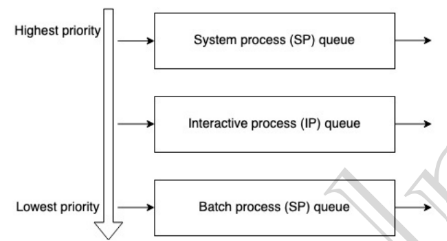 Highest priority
System process (SP) queue
Interactive process (IP) queue
Lowest priority
Batch process (SP) queue